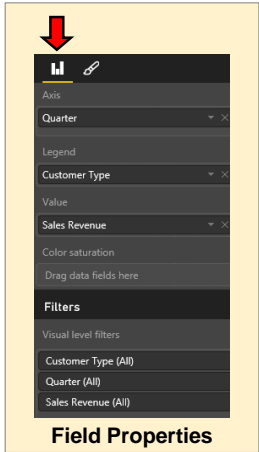 Axis
Quarter
Legend
Customer Type
Value
Sales Revenue
Color saturation
Drag data fields here
Filters
Visual level filters
Customer Type (All)
Quarter (All)
Sales Revenue (All)
Field Properties